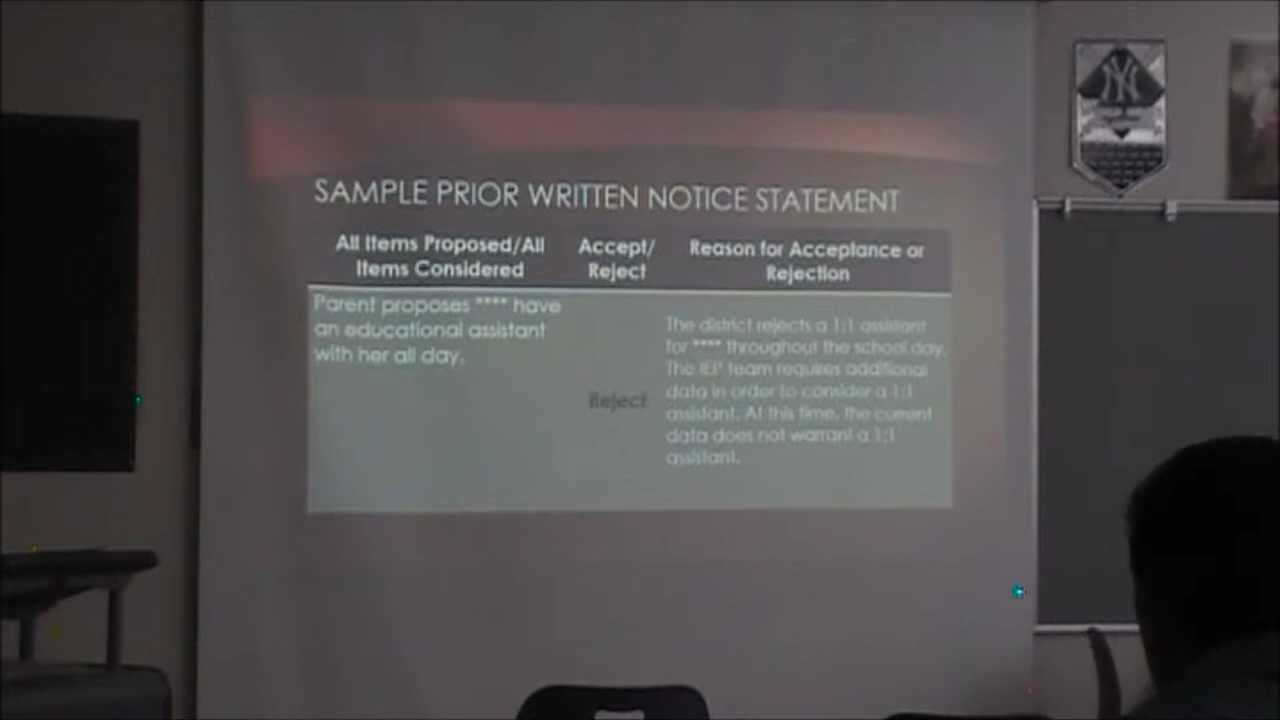 NY
SAMPLE PRIOR WRITTEN NOTICE STATEMENT
All Items Proposed/All
Items Considered
Accept/
Reject
Reason for Acceptance or
Rejection
Parent proposes **** have
an educational assistant
with her all day.
Reject
The district rejects a 1:1 assistant
for **** throughout the school day.
The IEP team requires additional
data in order to consider a 1:1
assistant. At this time, the current
data does not warrant a 1:1
assistant.